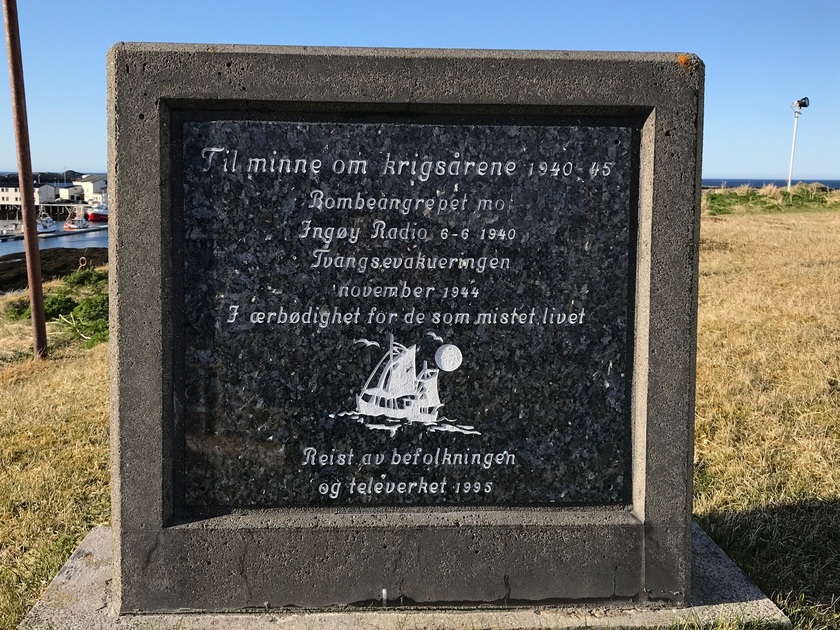 Til minne om krigsårene 1940-45
Bombeangrepet mot
Ingøy Radio 6-6 1940
Tvangsevakueringen
november 1944
I ærbødighet for de som mistet livet
Reist av befolkningen
og televerket 1995